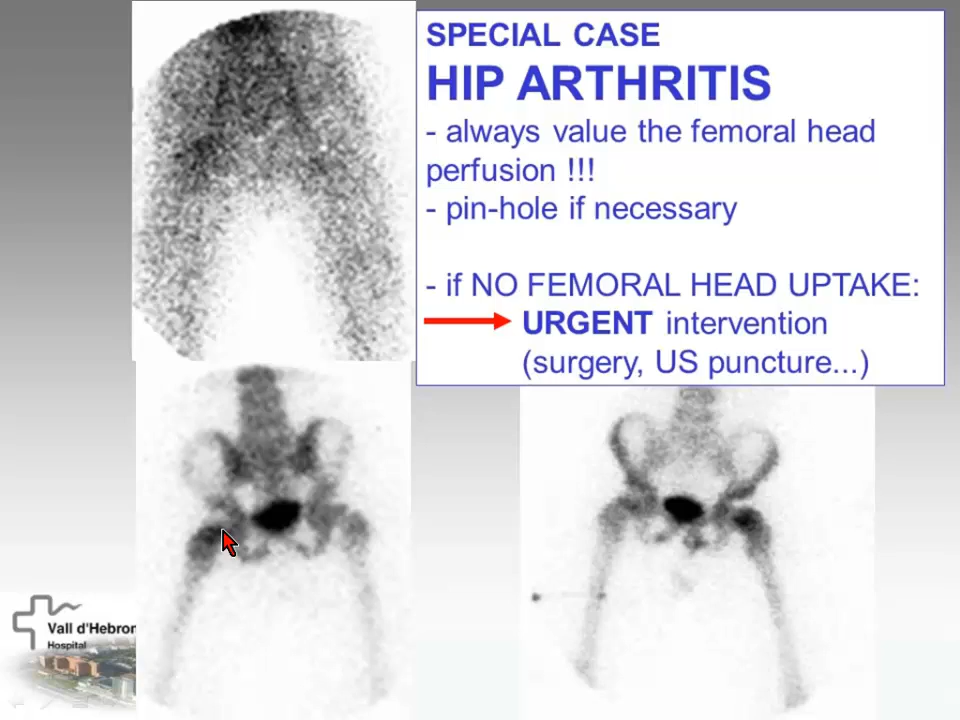 SPECIAL CASE
HIP ARTHRITIS
- always value the femoral head
perfusion !!!
- pin-hole if necessary
- if NO FEMORAL HEAD UPTAKE:
URGENT intervention
(surgery, US puncture...)
Vall d'Hebron
Hospital